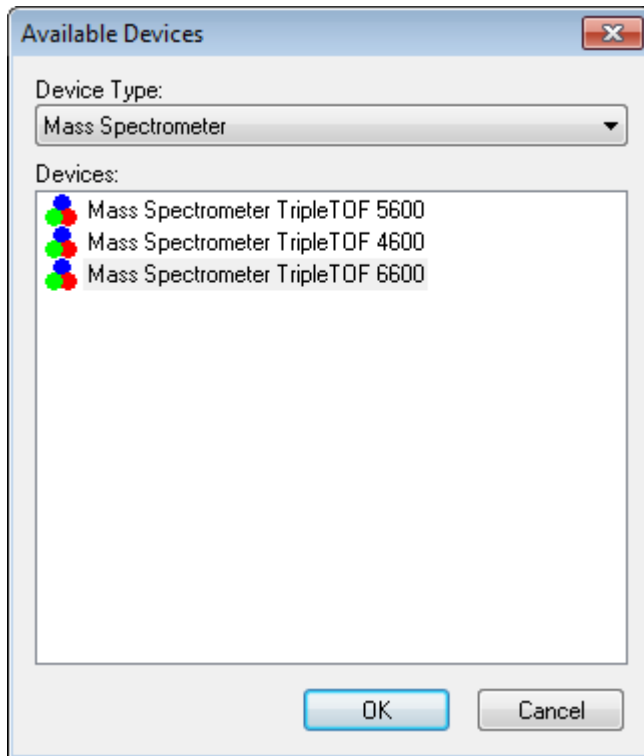 Available Devices
Device Type:
Mass Spectrometer
Devices:
Mass Spectrometer TripleTOF 5600
Mass Spectrometer TripleTOF 4600
Mass Spectrometer TripleTOF 6600
OK
Cancel